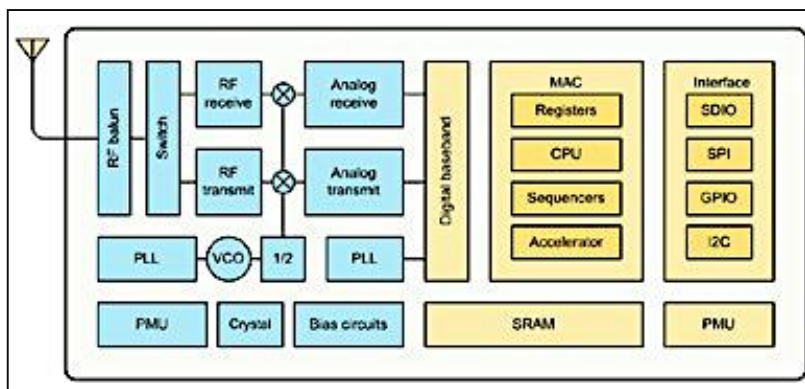 RF balun
Switch
RF
receive
Analog
receive
RF
transmit
Analog
transmit
PLL
VCO
1/2
PLL
Digital baseband
MAC
Registers
CPU
Sequencers
Accelerator
Interface
SDIO
SPI
GPIO
I2C
PMU
Crystal
Bias circuits
SRAM
PMU